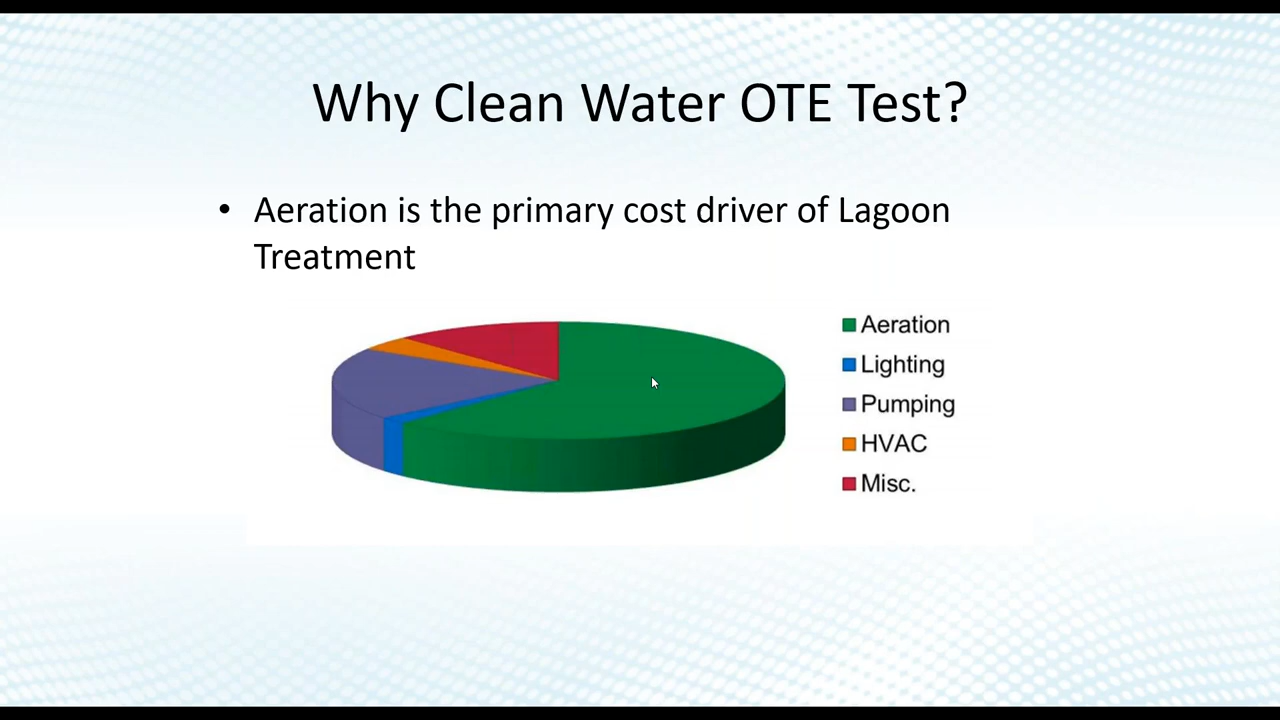 Why Clean Water OTE Test?
• Aeration is the primary cost driver of Lagoon
Treatment
Aeration
Lighting
Pumping
HVAC
Misc.